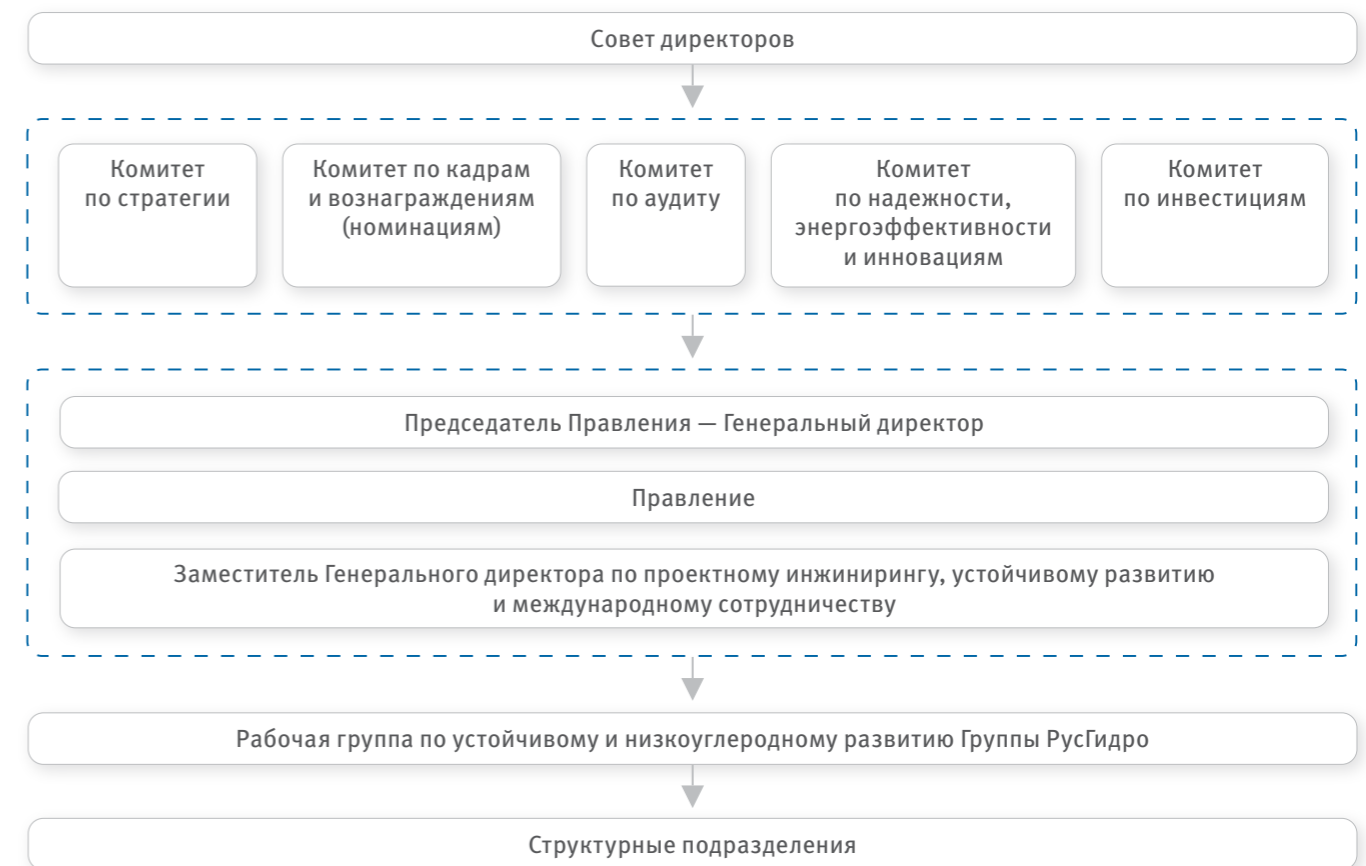 Совет директоров
Комитет
по стратегии
Комитет по кадрам
и вознаграждениям
(номинациям)
Комитет
по аудиту
Комитет
по надежности,
энергоэффективности
и инновациям
Комитет
по инвестициям
Председатель Правления — Генеральный директор
Правление
Заместитель Генерального директора по проектному инжинирингу, устойчивому развитию
и международному сотрудничеству
Рабочая группа по устойчивому и низкоуглеродному развитию Группы РусГидро
Структурные подразделения